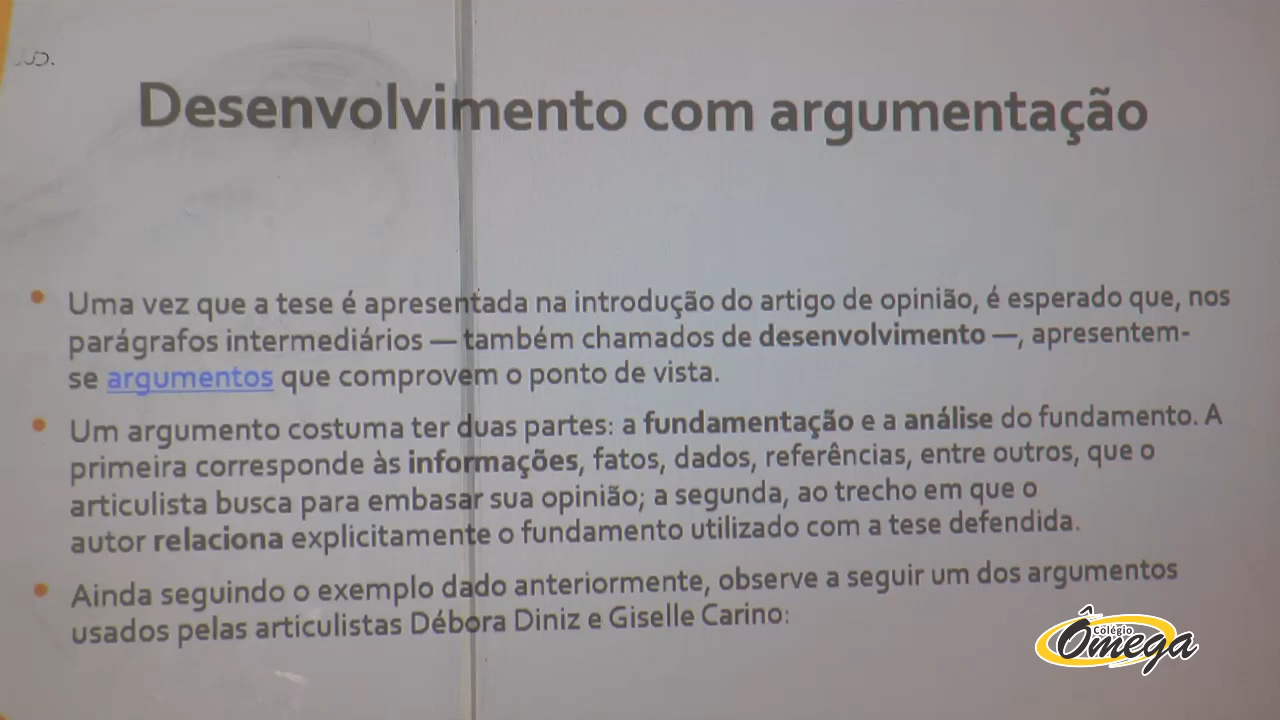 Desenvolvimento com argumentação
• Uma vez que a tese é apresentada na introdução do artigo de opinião, é esperado que, nos
parágrafos intermediários — também chamados de desenvolvimento —, apresentem-
se argumentos que comprovem o ponto de vista.
• Um argumento costuma ter duas partes: a fundamentação e a análise do fundamento. A
primeira corresponde às informações, fatos, dados, referências, entre outros, que o
articulista busca para embasar sua opinião; a segunda, ao trecho em que o
autor relaciona explicitamente o fundamento utilizado com a tese defendida.
• Ainda seguindo o exemplo dado anteriormente, observe a seguir um dos argumentos
usados pelas articulistas Débora Diniz e Giselle Carino:
Colégio
Ômega